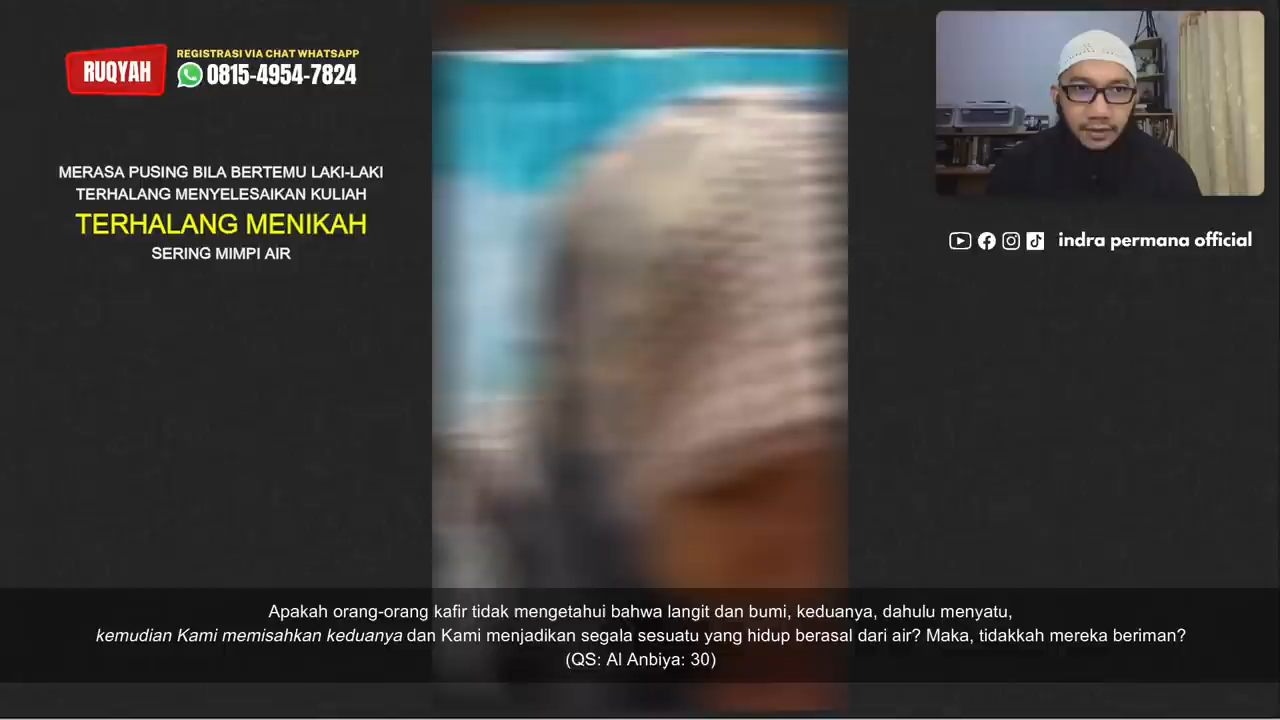 RUQYAH
REGISTRASI VIA CHAT WHATSAPP
0815-4954-7824
MERASA PUSING BILA BERTEMU LAKI-LAKI
TERHALANG MENYELESAIKAN KULIAH
TERHALANG MENIKAH
SERING MIMPI AIR
indra permana official
Apakah orang-orang kafir tidak mengetahui bahwa langit dan bumi, keduanya, dahulu menyatu,
kemudian Kami memisahkan keduanya dan Kami menjadikan segala sesuatu yang hidup berasal dari air? Maka, tidakkah mereka beriman?
(QS: Al Anbiya: 30)